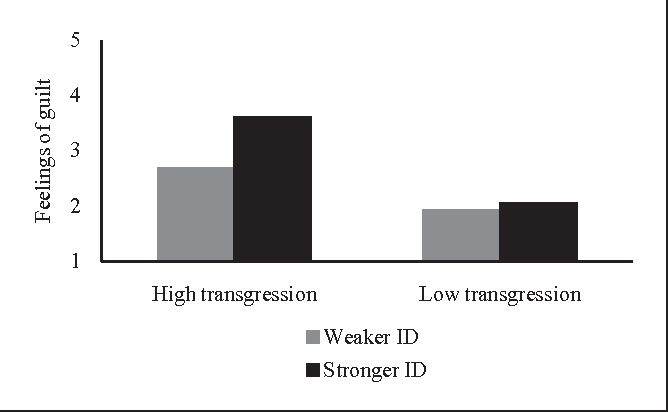 Feelings of guilt
5
4
3
2
1
High transgression
Low transgression
Weaker ID
Stronger ID